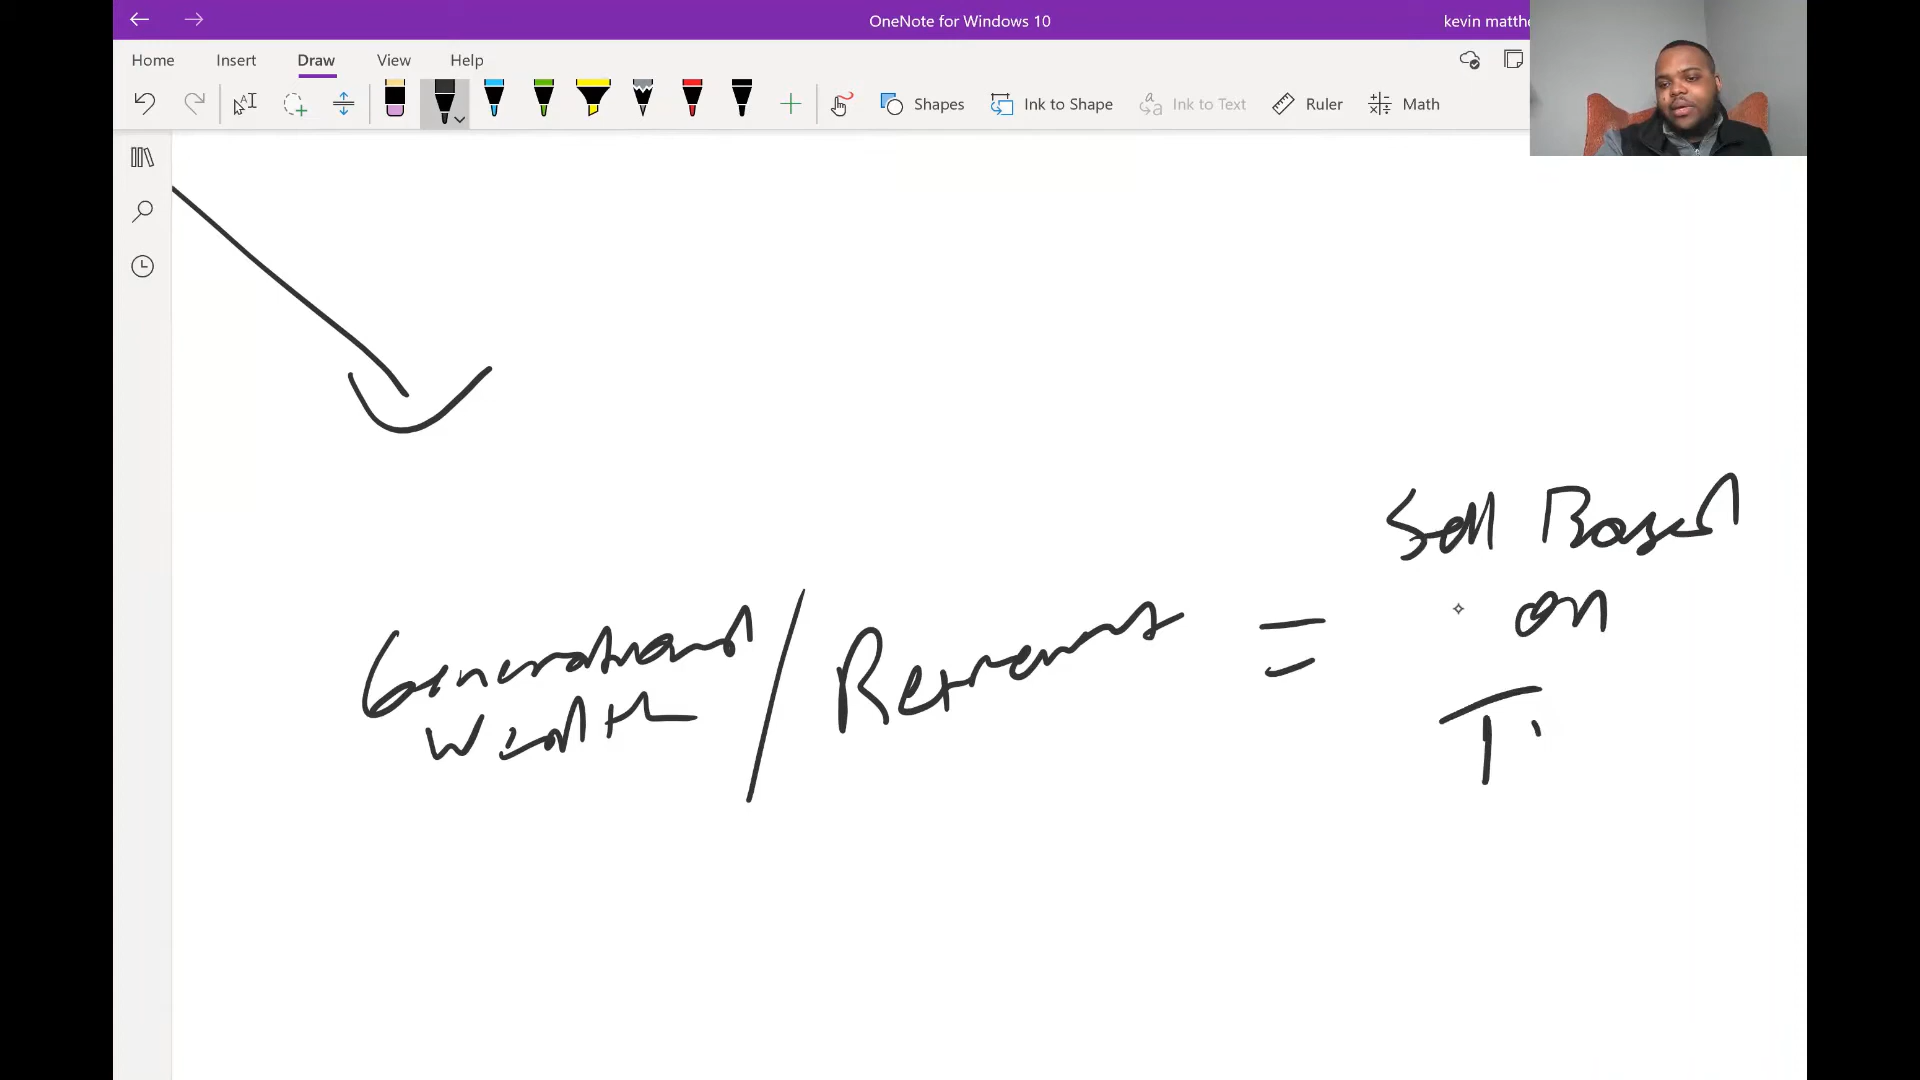 OneNote for Windows 10
kevin matthe
Home Insert Draw View Help
Shapes Ink to Shape Ink to Text Ruler Math
Sell Based
on
Generational / Retirement =
Wealth
Ti